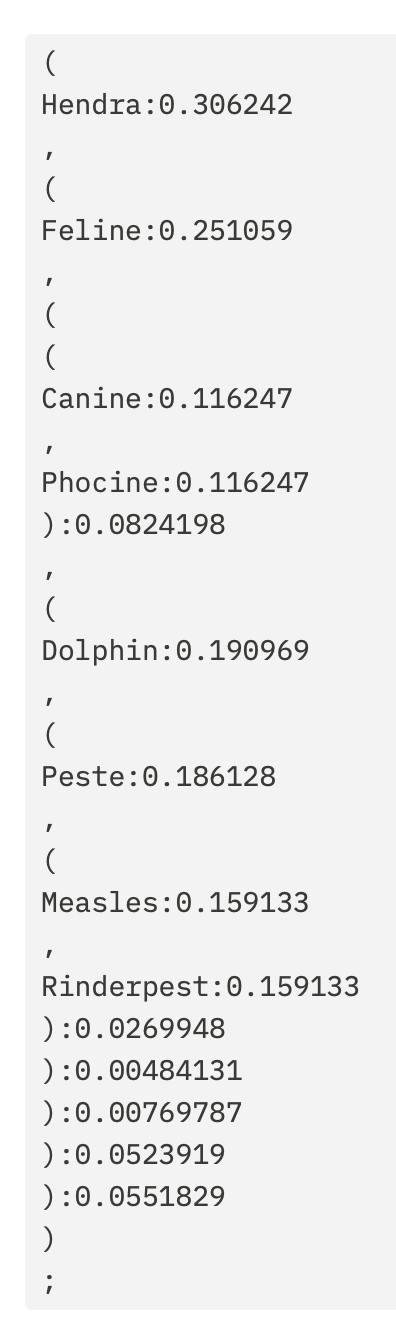 (
Hendra:0.306242
,
(
Feline:0.251059
,
(
(
Canine:0.116247
,
Phocine:0.116247
):0.0824198
,
(
Dolphin:0.190969
,
(
Peste:0.186128
,
(
Measles:0.159133
,
Rinderpest:0.159133
):0.0269948
):0.00484131
):0.00769787
):0.0523919
):0.0551829
)
;